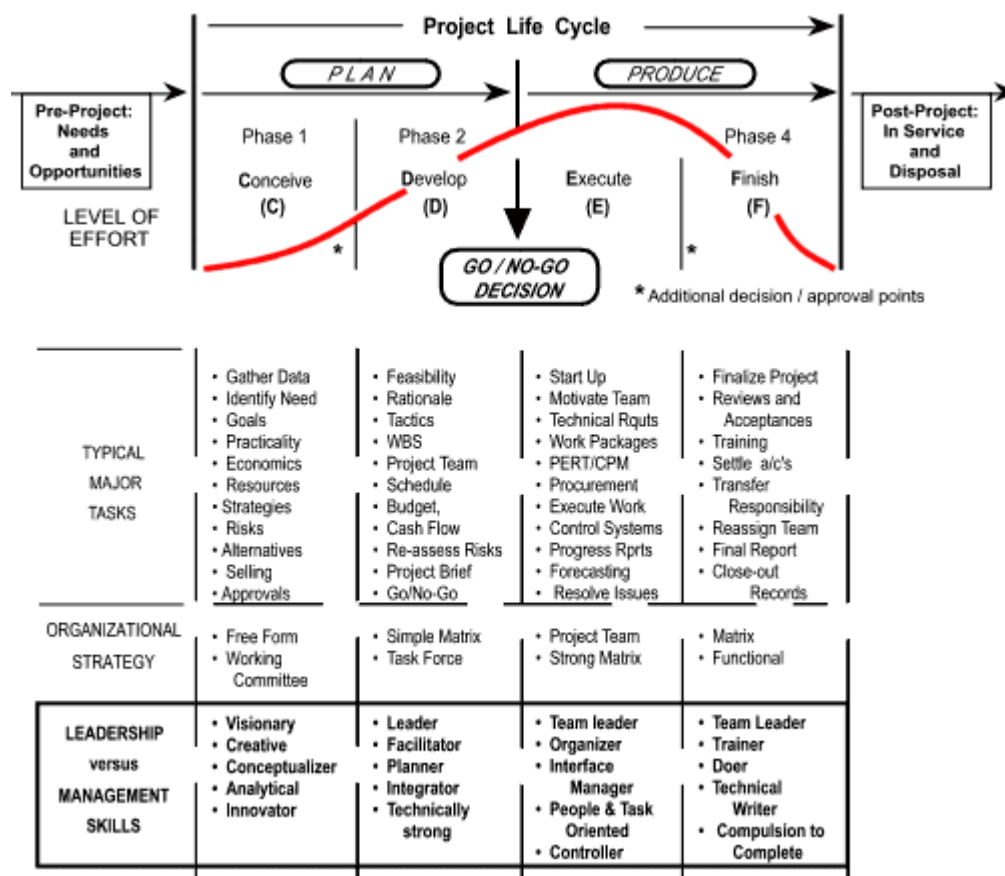 Project Life Cycle
PLAN
PRODUCE
Pre-Project:
Needs
and
Opportunities
Phase 1
Phase 2
Phase 4
Post-Project:
In Service
and
Disposal
Conceive
(C)
Develop
(D)
Execute
(E)
Finish
(F)
LEVEL OF
EFFORT
*
*
GO / NO-GO
DECISION
* Additional decision / approval points
TYPICAL
MAJOR
TASKS
• Gather Data
• Identify Need
• Goals
• Practicality
• Economics
• Resources
• Strategies
• Risks
• Alternatives
• Selling
• Approvals
• Feasibility
• Rationale
• Tactics
• WBS
• Project Team
• Schedule
• Budget,
• Cash Flow
• Re-assess Risks
• Project Brief
• Go/No-Go
• Start Up
• Motivate Team
• Technical Rquts
• Work Packages
• PERT/CPM
• Procurement
• Execute Work
• Control Systems
• Progress Rprts
• Forecasting
• Resolve Issues
• Finalize Project
• Reviews and
Acceptances
• Training
• Settle a/c's
• Transfer
Responsibility
• Reassign Team
• Final Report
• Close-out
Records
ORGANIZATIONAL
STRATEGY
• Free Form
• Working
Committee
• Simple Matrix
• Task Force
• Project Team
• Strong Matrix
• Matrix
• Functional
LEADERSHIP
versus
MANAGEMENT
SKILLS
• Visionary
• Creative
• Conceptualizer
• Analytical
• Innovator
• Leader
• Facilitator
• Planner
• Integrator
• Technically
strong
• Team leader
• Organizer
• Interface
Manager
• People & Task
Oriented
• Controller
• Team Leader
• Trainer
• Doer
• Technical
Writer
• Compulsion to
Complete